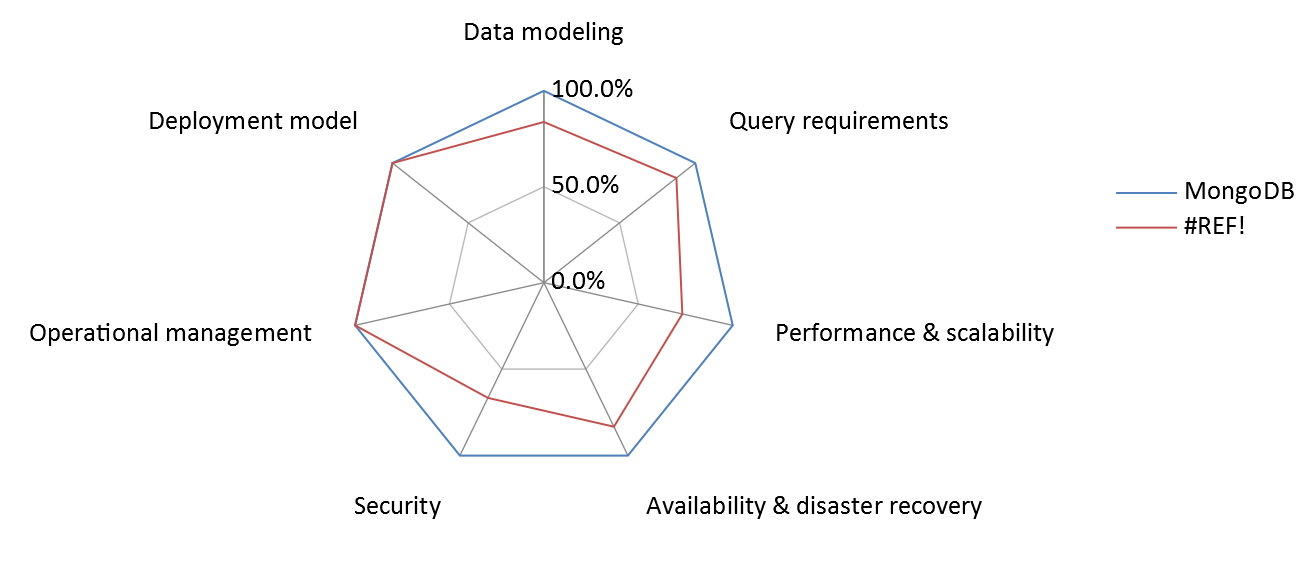 Data modeling
100.0%
Deployment model
Query requirements
50.0%
MongoDB
#REF!
0.0%
Operational management
Performance & scalability
Security
Availability & disaster recovery